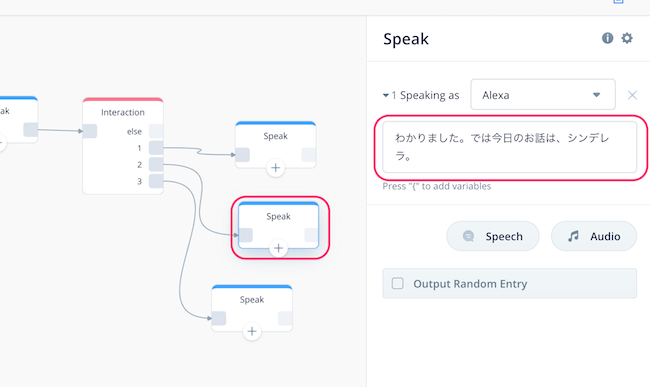 ak
Interaction
else
1
2
3
Speak
Speak
Speak
Speak
1 Speaking as
Alexa
わかりました。では今日のお話は、シンデレ
ラ。
Press "{" to add variables
Speech
Audio
Output Random Entry